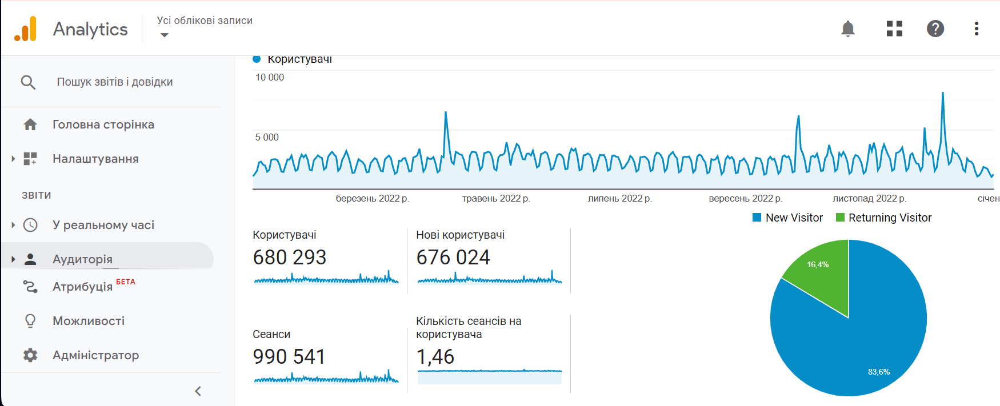 Analytics
Усі облікові записи
Пошук звітів і довідки
Головна сторінка
Налаштування
ЗВІТИ
У реальному часі
Аудиторія
Атрибуція БЕТА
Можливості
Адміністратор
Користувачі
10 000
5 000
березень 2022 р.
травень 2022 р.
липень 2022 р.
вересень 2022 р.
листопад 2022 р.
січен
New Visitor
Returning Visitor
Користувачі
680 293
Нові користувачі
676 024
Сеанси
990 541
Кількість сеансів на
користувача
1,46
16,4%
83,6%